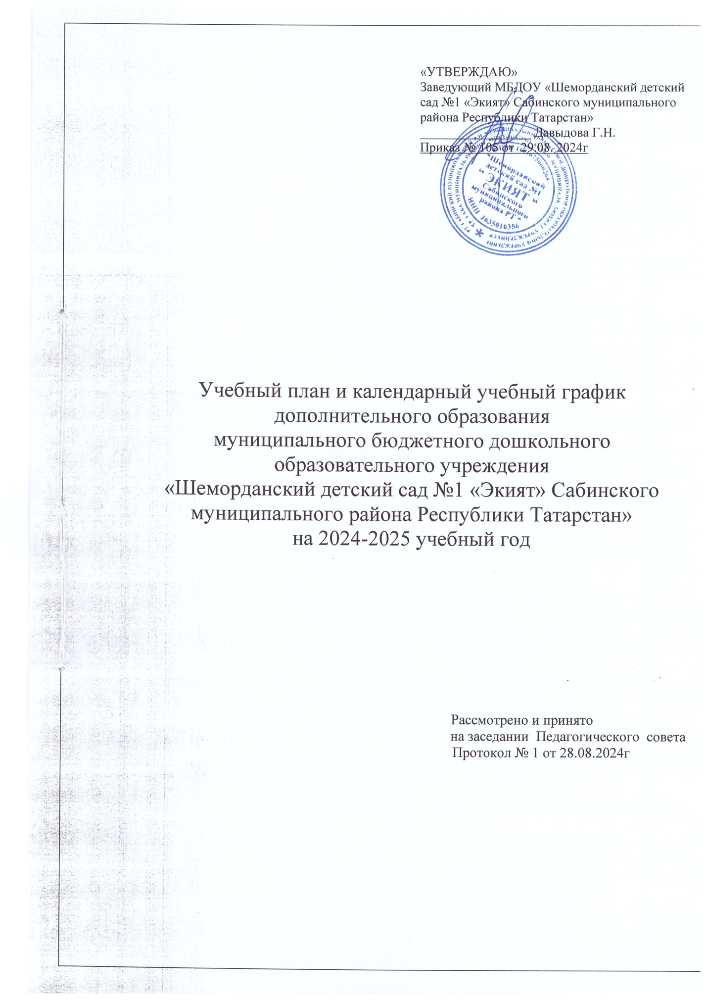 «УТВЕРЖДАЮ»
Заведующий МБДОУ «Шеморданский детский
сад №1 «Экият» Сабинского муниципального
района Республики Татарстан»
Давыдова Г.Н.
Приказ № 105 от 29.08. 2024г
"Шеморданский
детский сад №1
" ЭКИЯТ "
Сабинского
муниципального
района РТ "
ИНН 1635010356
Учебный план и календарный учебный график
дополнительного образования
муниципального бюджетного дошкольного
образовательного учреждения
«Шеморданский детский сад №1 «Экият» Сабинского
муниципального района Республики Татарстан»
на 2024-2025 учебный год
Рассмотрено и принято
на заседании Педагогического совета
Протокол № 1 от 28.08.2024г